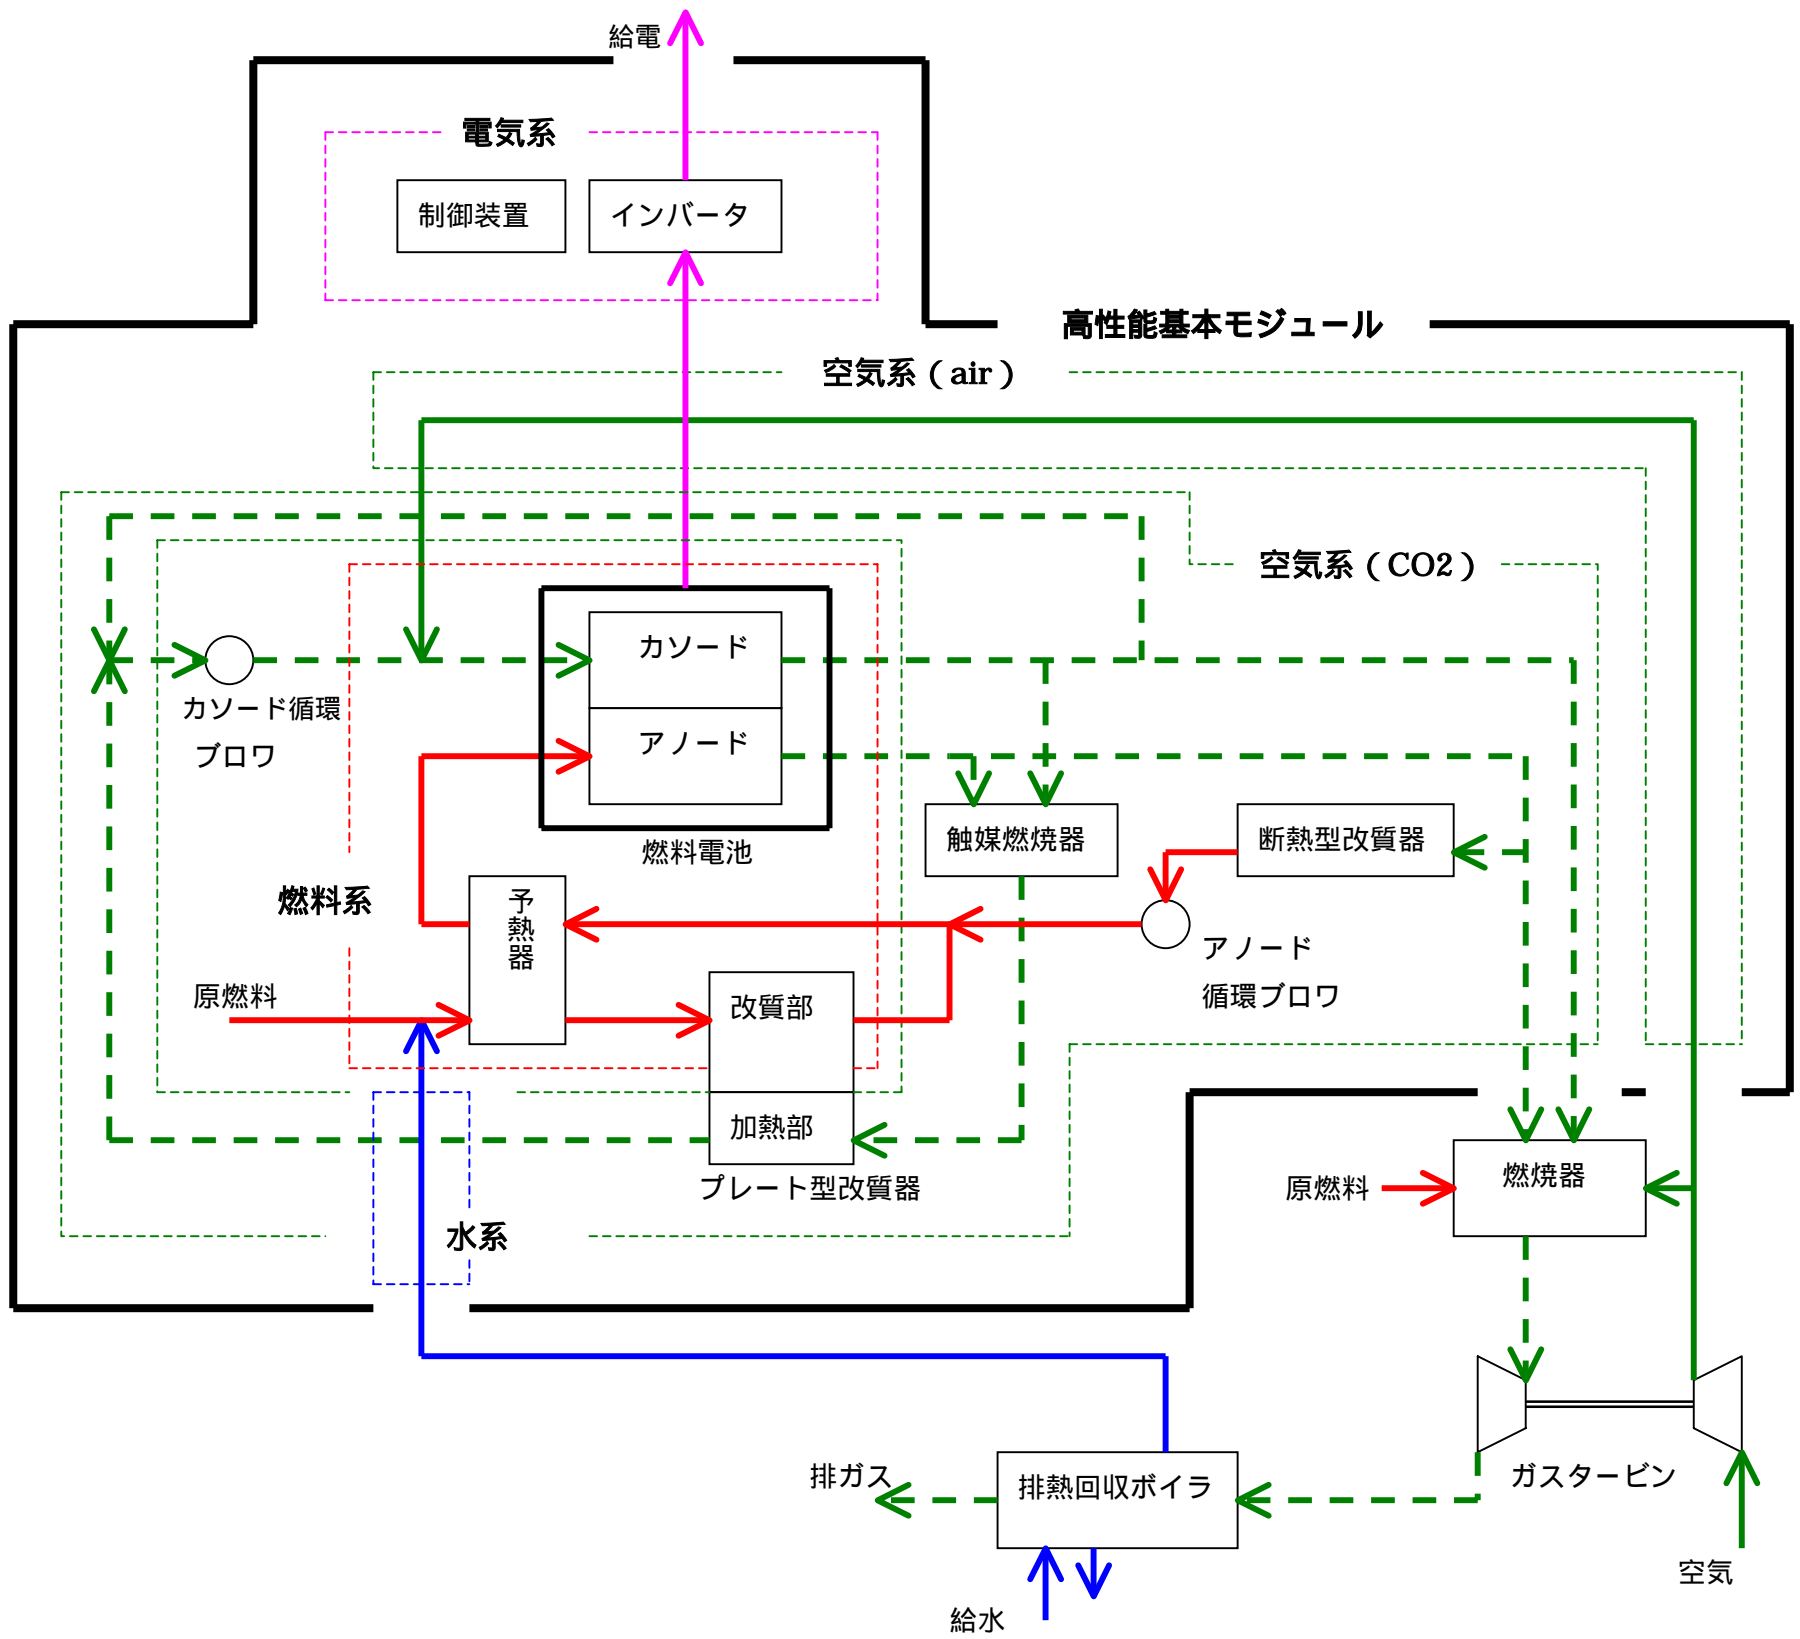 給電
電気系
制御装置
インバータ
高性能基本モジュール
空気系（air）
空気系（CO2）
カソード
カソード循環
ブロワ
アノード
燃料電池
触媒燃焼器
断熱型改質器
燃料系
予熱器
アノード
循環ブロワ
原燃料
改質部
加熱部
プレート型改質器
原燃料
燃焼器
水系
排ガス
排熱回収ボイラ
ガスタービン
空気
給水